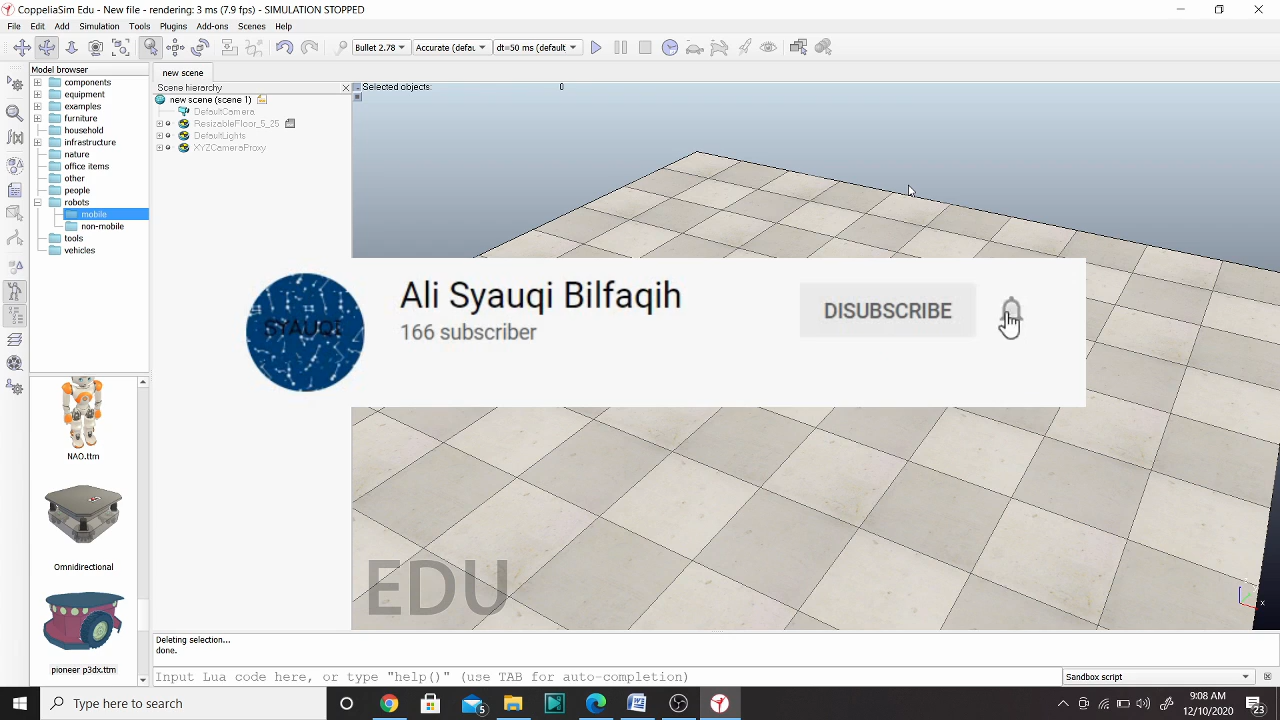 CoppeliaSim Edu - New file - rendering: 3 ms (7.9 fps) - SIMULATION STOPPED
File Edit Add Simulation Tools Plugins Add-ons Scenes Help
Bullet 2.78 Accurate (defau dt=50 ms (default)
Model browser
components
equipment
examples
furniture
household
infrastructure
nature
office items
other
people
robots
mobile
non-mobile
tools
vehicles
NAO.ttm
Omnidirectional
pioneer p3dx.ttm
new scene
Scene hierarchy
new scene (scene 1)
DefaultCamera
ResizableFloor_5_25
DefaultLights
XYZCameraProxy
Selected objects: 0
SYAUQI
Ali Syauqi Bilfaqih
166 subscriber
DISUBSCRIBE
EDU
Deleting selection...
done.
Input Lua code here, or type "help()" (use TAB for auto-completion)
Sandbox script
Type here to search
5
9:08 AM
12/10/2020
23